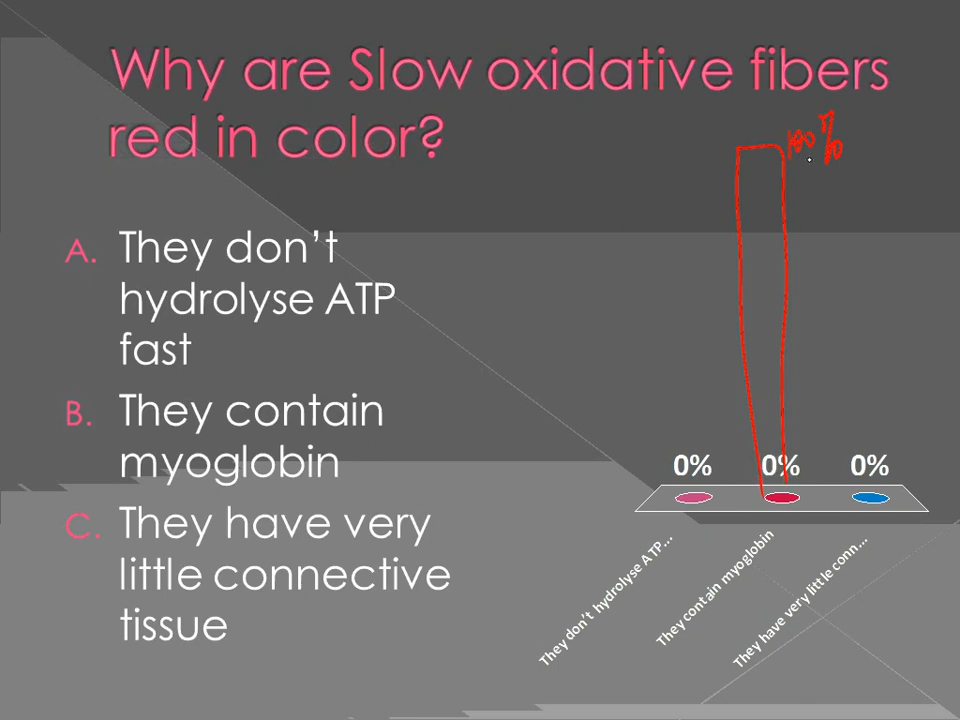 Why are Slow oxidative fibers
red in color?
100%
A. They don't
hydrolyse ATP
fast
B. They contain
myoglobin
C. They have very
little connective
tissue
0% 0% 0%
They don't hydrolyse ATP...
They contain myoglobin
They have very little conn...